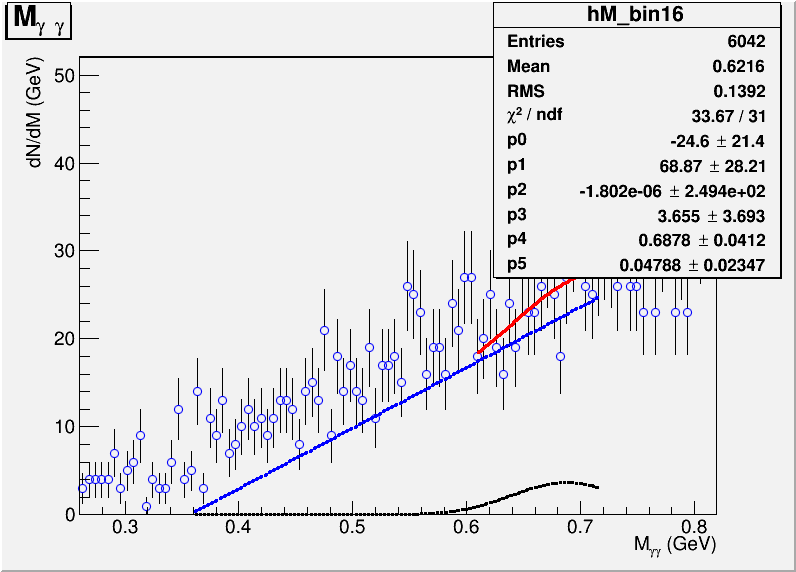 M γ γ
hM_bin16
Entries 6042
Mean 0.6216
RMS 0.1392
χ² / ndf 33.67 / 31
p0 -24.6 ± 21.4
p1 68.87 ± 28.21
p2 -1.802e-06 ± 2.494e+02
p3 3.655 ± 3.693
p4 0.6878 ± 0.0412
p5 0.04788 ± 0.02347
dN/dM (GeV)
50
40
30
20
10
0
0.3 0.4 0.5 0.6 0.7 0.8
Mγγ (GeV)